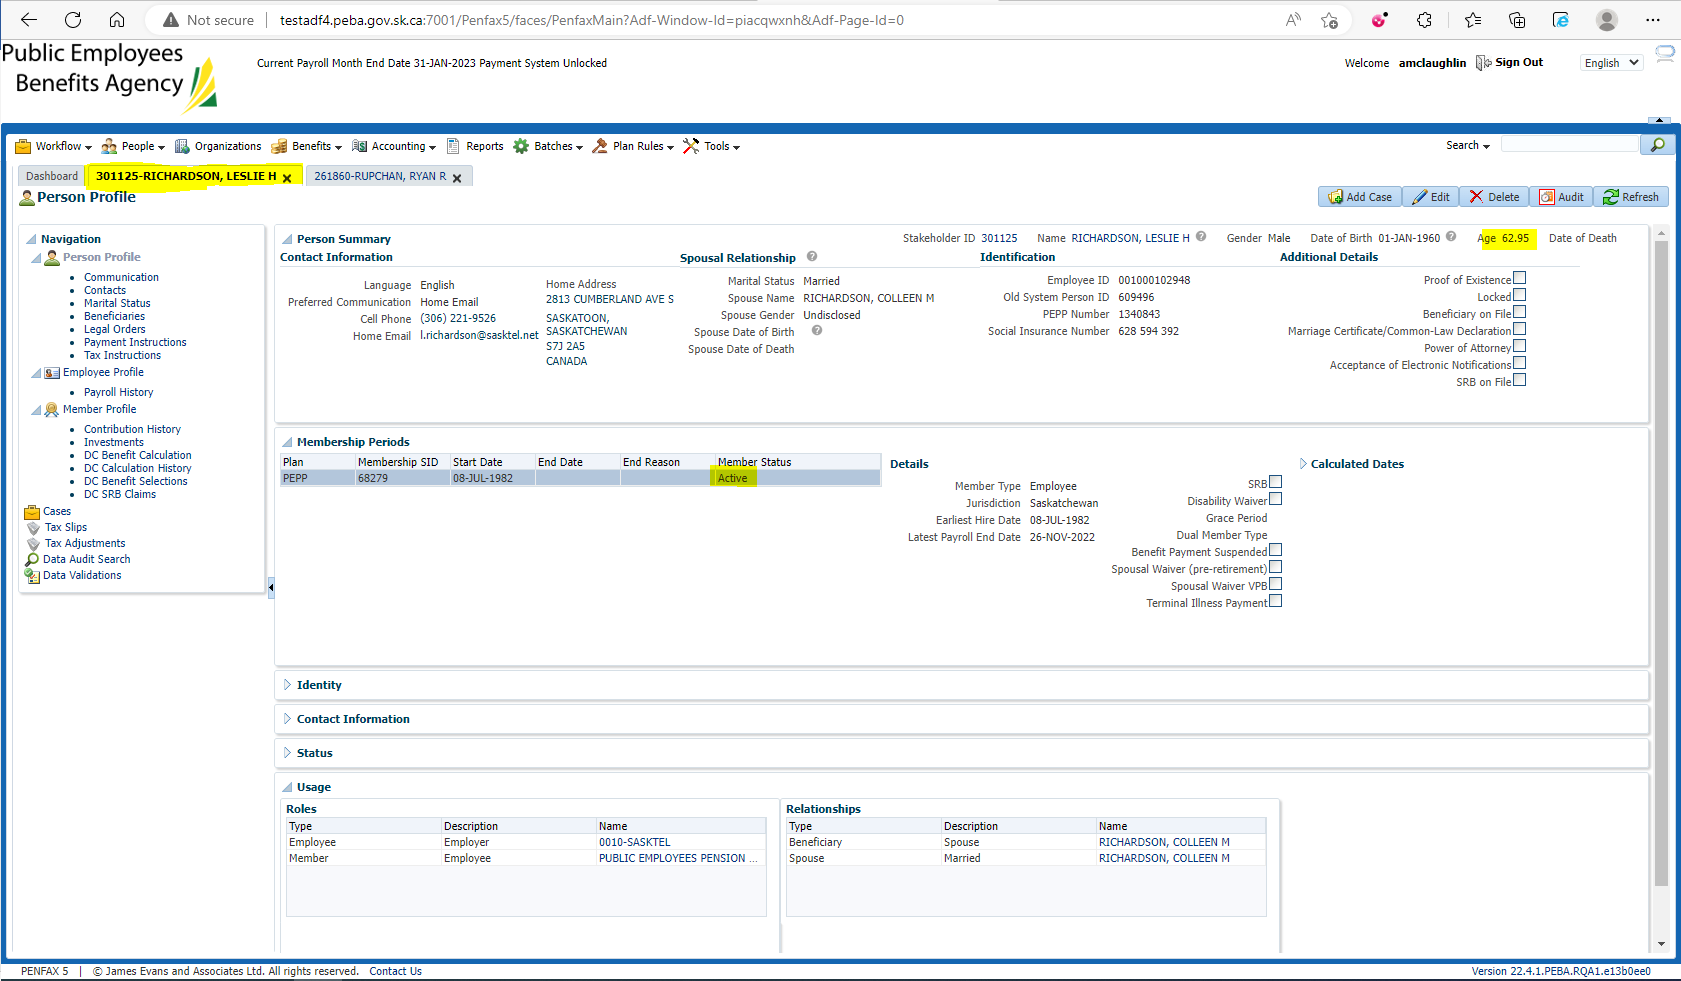 Not secure | testadf4.peba.gov.sk.ca:7001/Penfax5/faces/PenfaxMain?Adf-Window-Id=piacqwxnh&Adf-Page-Id=0
Public Employees
Benefits Agency
Current Payroll Month End Date 31-JAN-2023 Payment System Unlocked
Welcome amclaughlin Sign Out English
Workflow People Organizations Benefits Accounting Reports Batches Plan Rules Tools Search
Dashboard 301125-RICHARDSON, LESLIE H 261860-RUPCHAN, RYAN R
Person Profile
Add Case Edit Delete Audit Refresh
Navigation
Person Profile
Communication
Contacts
Marital Status
Beneficiaries
Legal Orders
Payment Instructions
Tax Instructions
Employee Profile
Payroll History
Member Profile
Contribution History
Investments
DC Benefit Calculation
DC Calculation History
DC Benefit Selections
DC SRB Claims
Cases
Tax Slips
Tax Adjustments
Data Audit Search
Data Validations
Person Summary
Stakeholder ID 301125 Name RICHARDSON, LESLIE H Gender Male Date of Birth 01-JAN-1960 Age 62.95 Date of Death
Contact Information
Language English
Preferred Communication Home Email
Cell Phone (306) 221-9526
Home Email l.richardson@sasktel.net
Home Address
2813 CUMBERLAND AVE S
SASKATOON,
SASKATCHEWAN
S7J 2A5
CANADA
Spousal Relationship
Marital Status Married
Spouse Name RICHARDSON, COLLEEN M
Spouse Gender Undisclosed
Spouse Date of Birth
Spouse Date of Death
Identification
Employee ID 001000102948
Old System Person ID 609496
PEPP Number 1340843
Social Insurance Number 628 594 392
Additional Details
Proof of Existence
Locked
Beneficiary on File
Marriage Certificate/Common-Law Declaration
Power of Attorney
Acceptance of Electronic Notifications
SRB on File
Membership Periods
Plan Membership SID Start Date End Date End Reason Member Status
PEPP 68279 08-JUL-1982 Active
Details
Member Type Employee
Jurisdiction Saskatchewan
Earliest Hire Date 08-JUL-1982
Latest Payroll End Date 26-NOV-2022
SRB
Disability Waiver
Grace Period
Dual Member Type
Benefit Payment Suspended
Spousal Waiver (pre-retirement)
Spousal Waiver VPB
Terminal Illness Payment
Calculated Dates
Identity
Contact Information
Status
Usage
Roles
Type Description Name
Employee Employer 0010-SASKTEL
Member Employee PUBLIC EMPLOYEES PENSION ...
Relationships
Type Description Name
Beneficiary Spouse RICHARDSON, COLLEEN M
Spouse Married RICHARDSON, COLLEEN M
PENFAX 5 | © James Evans and Associates Ltd. All rights reserved. Contact Us
Version 22.4.1.PEBA.RQA1.e13b0ee0